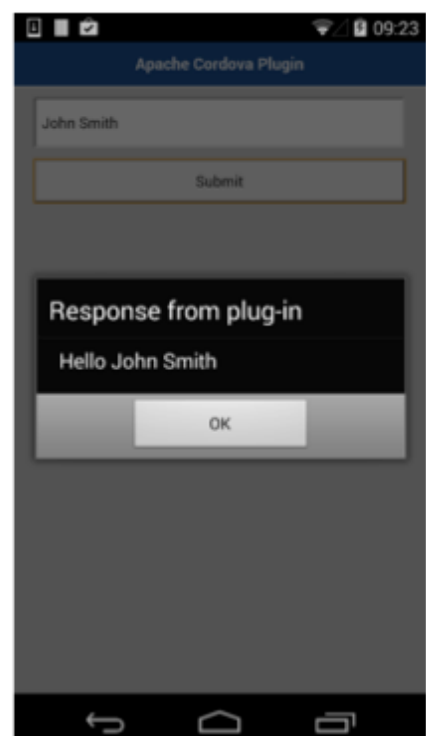 09:23
Apache Cordova Plugin
John Smith
Submit
Response from plug-in
Hello John Smith
OK